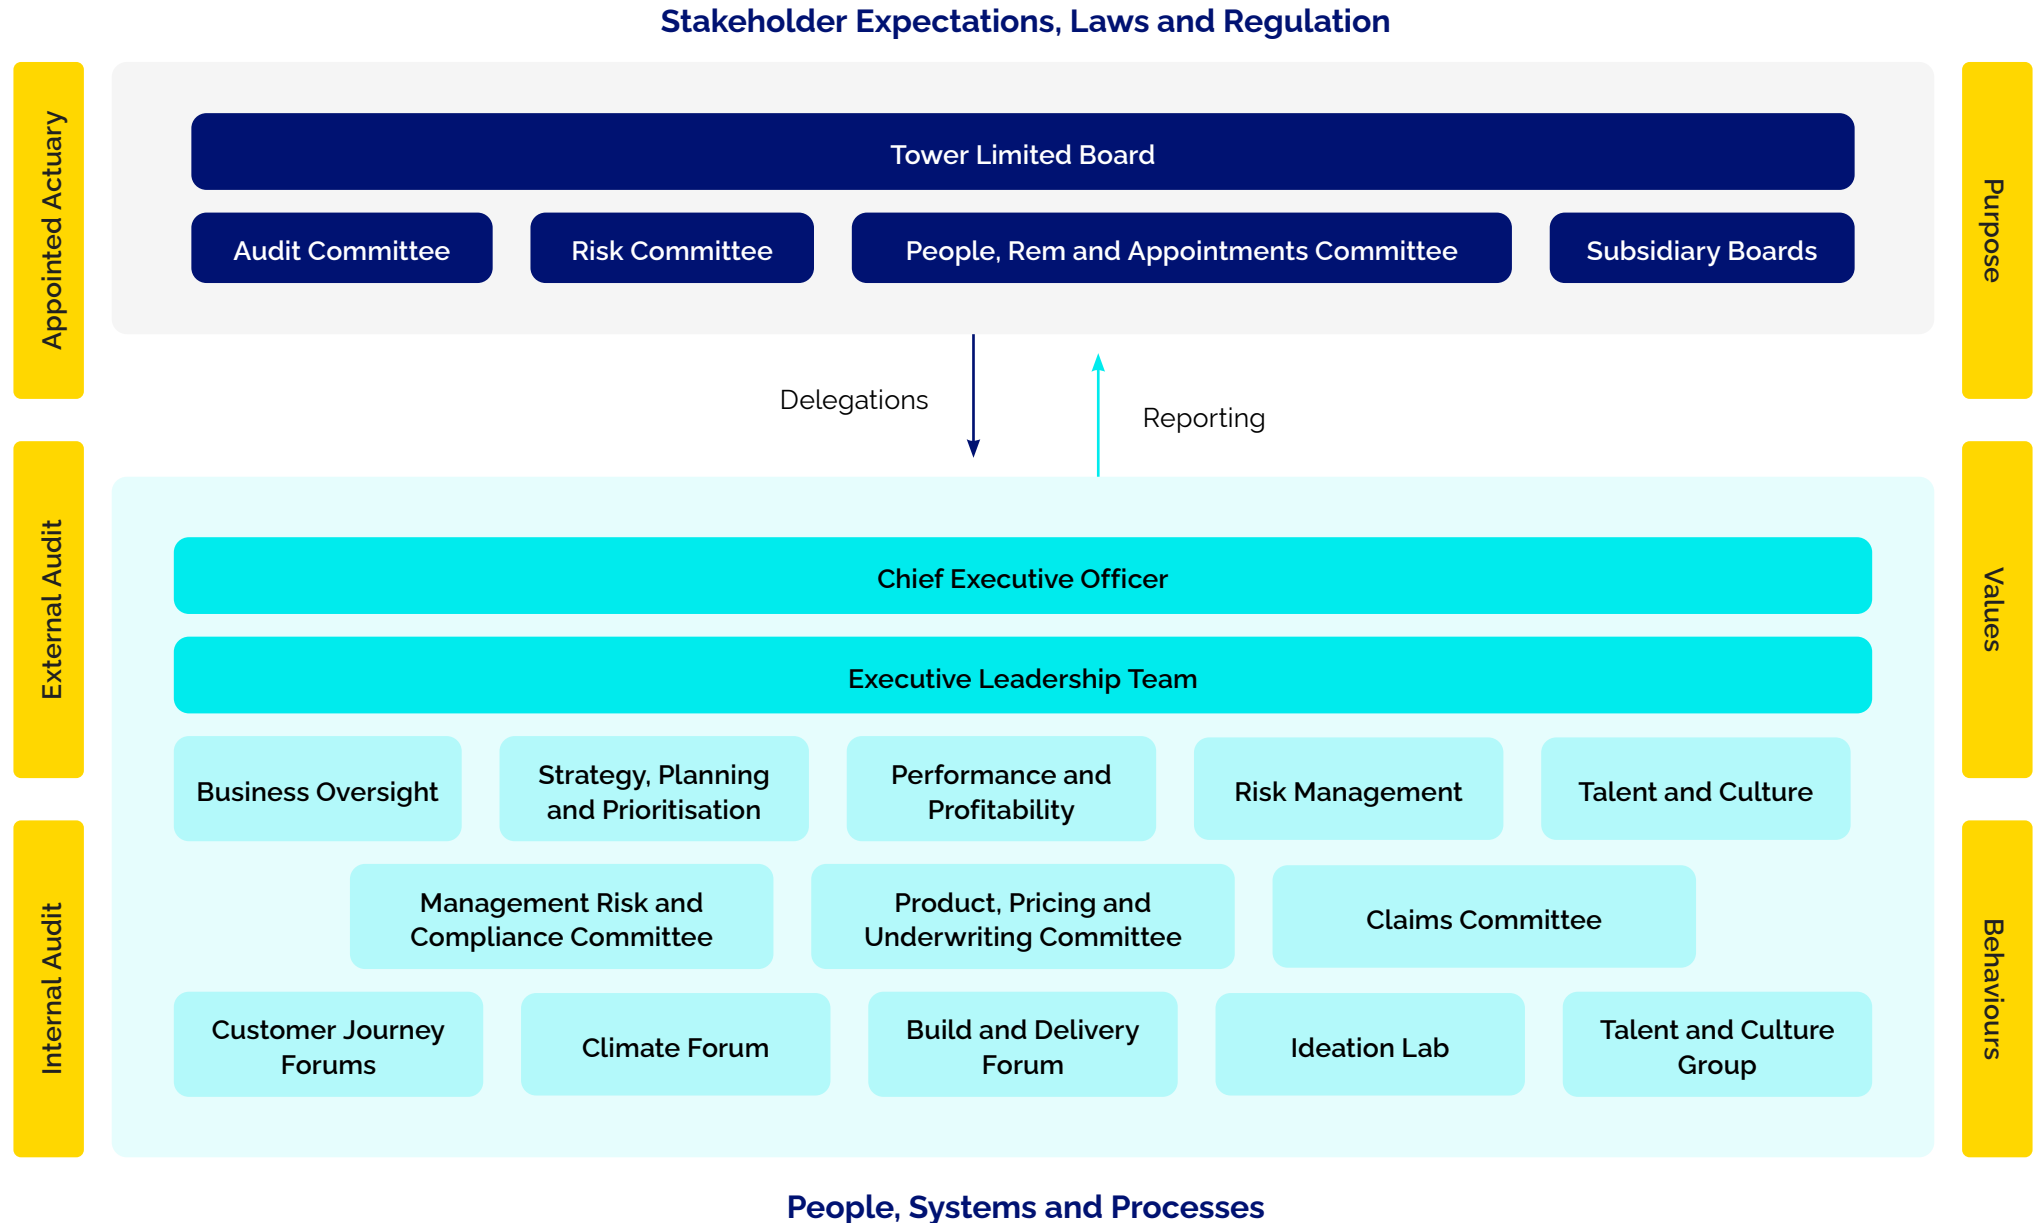 Stakeholder Expectations, Laws and Regulation
Appointed Actuary
External Audit
Internal Audit
Tower Limited Board
Audit Committee
Risk Committee
People, Rem and Appointments Committee
Subsidiary Boards
Delegations
Reporting
Chief Executive Officer
Executive Leadership Team
Business Oversight
Strategy, Planning
and Prioritisation
Performance and
Profitability
Risk Management
Talent and Culture
Management Risk and
Compliance Committee
Product, Pricing and
Underwriting Committee
Claims Committee
Customer Journey
Forums
Climate Forum
Build and Delivery
Forum
Ideation Lab
Talent and Culture
Group
Purpose
Values
Behaviours
People, Systems and Processes